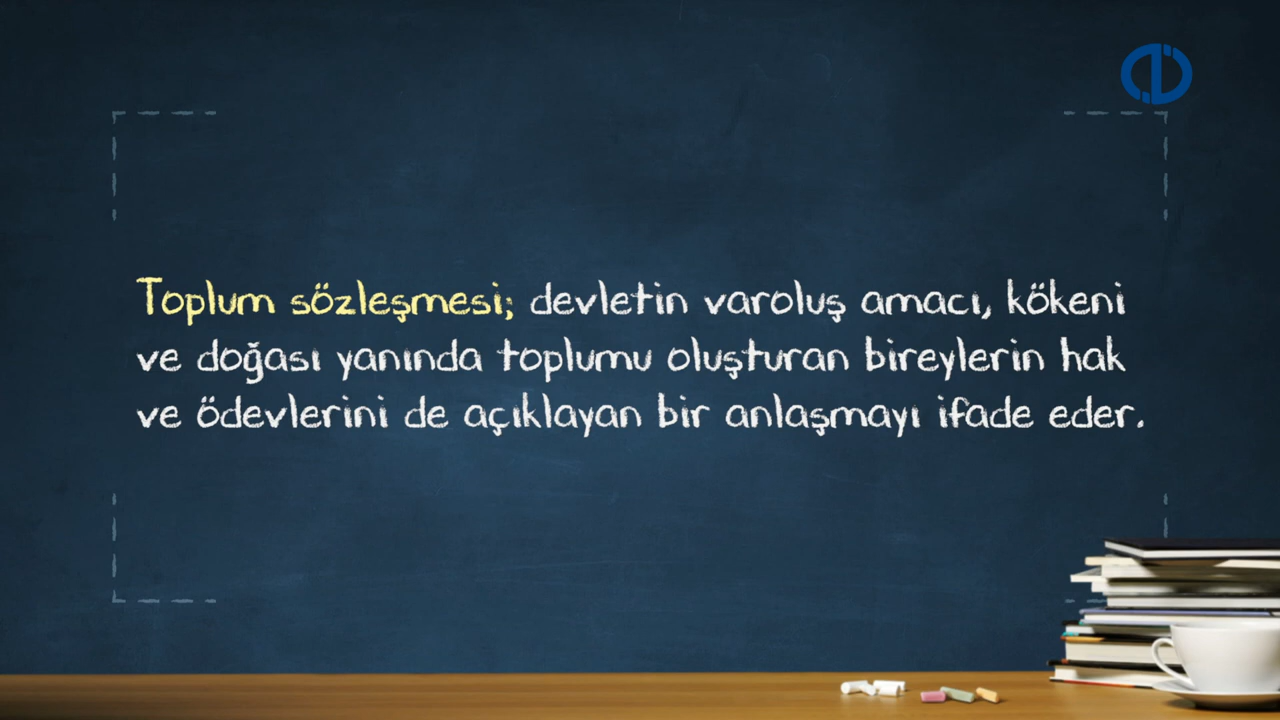 Toplum sözleşmesi; devletin varoluş amacı, kökeni
ve doğası yanında toplumu oluşturan bireylerin hak
ve ödevlerini de açıklayan bir anlaşmayı ifade eder.